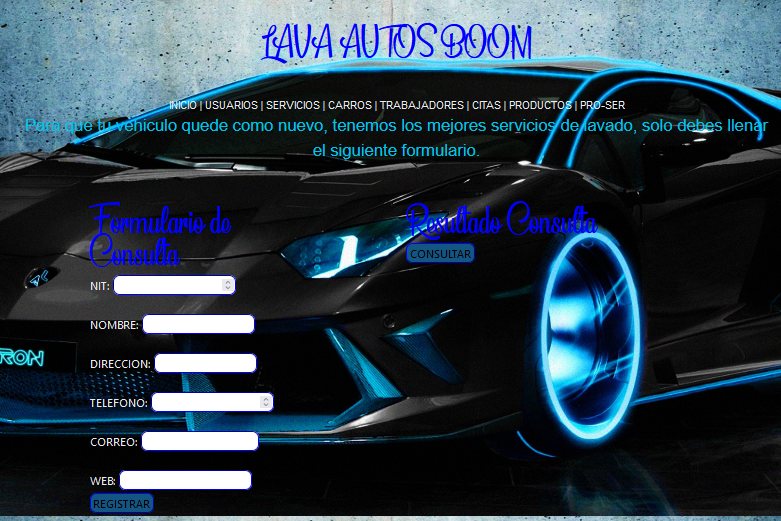 LAVA AUTOS BOOM
INICIO | USUARIOS | SERVICIOS | CARROS | TRABAJADORES | CITAS | PRODUCTOS | PRO-SER
Para que tu vehiculo quede como nuevo, tenemos los mejores servicios de lavado, solo debes llenar
el siguiente formulario.
Formulario de
Consulta
NIT:
NOMBRE:
DIRECCION:
TELEFONO:
CORREO:
WEB:
REGISTRAR
Resultado Consulta
CONSULTAR
RON